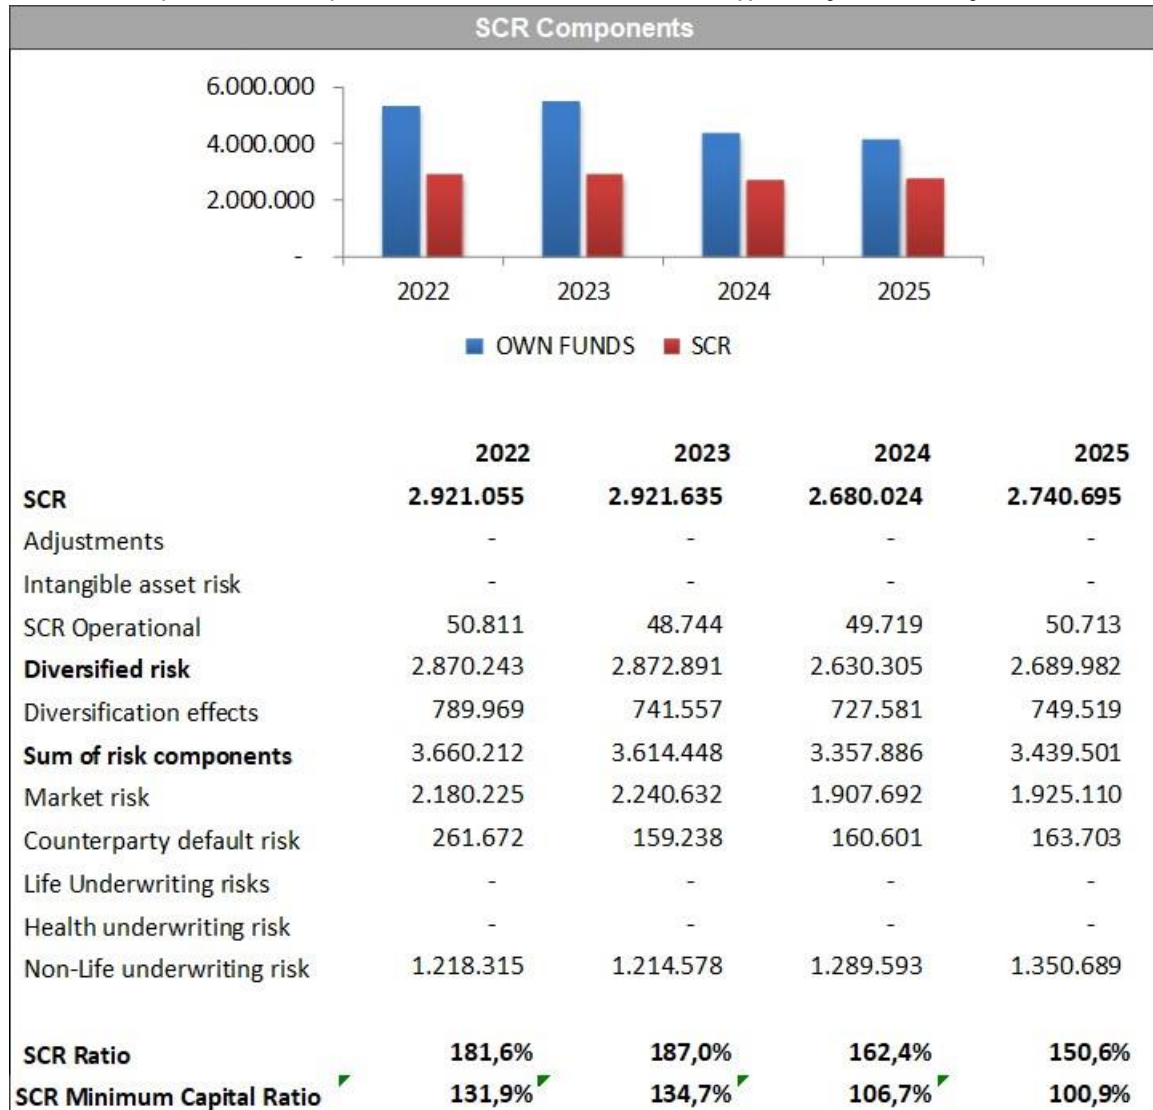 SCR Components
6.000.000
4.000.000
2.000.000
-
2022 2023 2024 2025
OWN FUNDS SCR
2022 2023 2024 2025
SCR 2.921.055 2.921.635 2.680.024 2.740.695
Adjustments - - - -
Intangible asset risk - - - -
SCR Operational 50.811 48.744 49.719 50.713
Diversified risk 2.870.243 2.872.891 2.630.305 2.689.982
Diversification effects 789.969 741.557 727.581 749.519
Sum of risk components 3.660.212 3.614.448 3.357.886 3.439.501
Market risk 2.180.225 2.240.632 1.907.692 1.925.110
Counterparty default risk 261.672 159.238 160.601 163.703
Life Underwriting risks - - - -
Health underwriting risk - - - -
Non-Life underwriting risk 1.218.315 1.214.578 1.289.593 1.350.689
SCR Ratio 181,6% 187,0% 162,4% 150,6%
SCR Minimum Capital Ratio 131,9% 134,7% 106,7% 100,9%